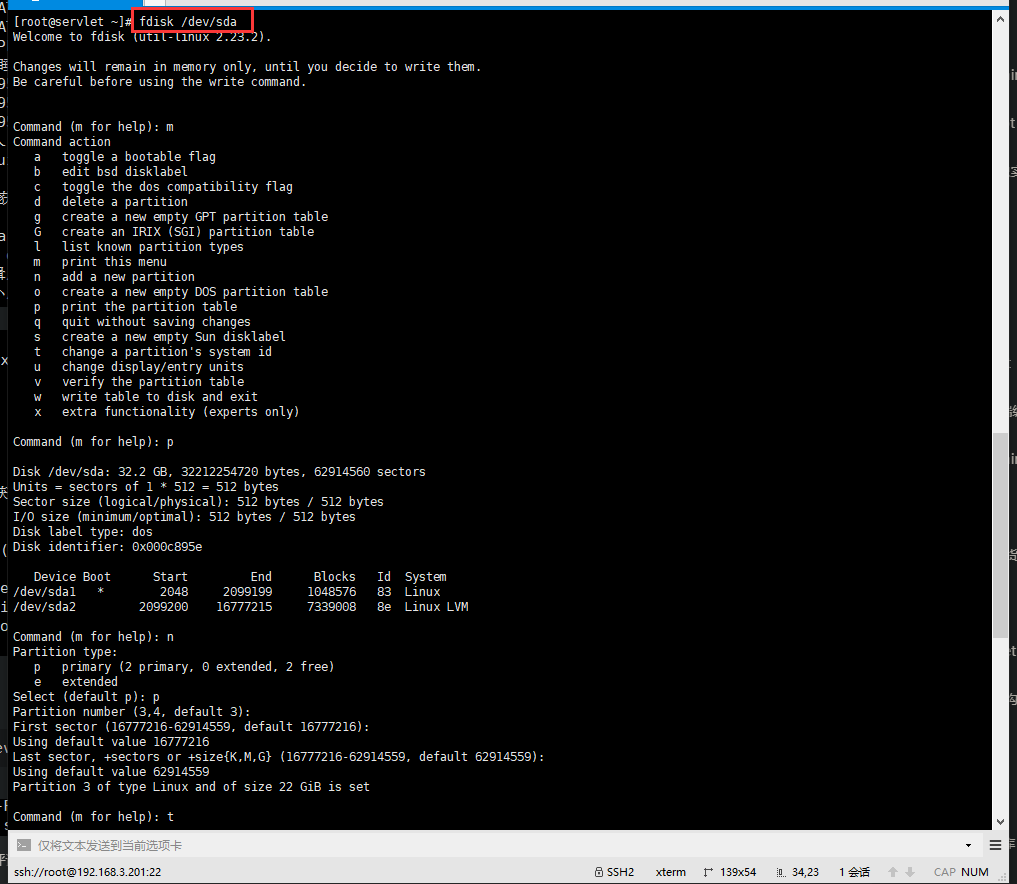 [root@servlet ~]# fdisk /dev/sda
Welcome to fdisk (util-linux 2.23.2).
Changes will remain in memory only, until you decide to write them.
Be careful before using the write command.
Command (m for help): m
Command action
a   toggle a bootable flag
b   edit bsd disklabel
c   toggle the dos compatibility flag
d   delete a partition
g   create a new empty GPT partition table
G   create an IRIX (SGI) partition table
l   list known partition types
m   print this menu
n   add a new partition
o   create a new empty DOS partition table
p   print the partition table
q   quit without saving changes
s   create a new empty Sun disklabel
t   change a partition's system id
u   change display/entry units
v   verify the partition table
w   write table to disk and exit
x   extra functionality (experts only)
Command (m for help): p
Disk /dev/sda: 32.2 GB, 32212254720 bytes, 62914560 sectors
Units = sectors of 1 * 512 = 512 bytes
Sector size (logical/physical): 512 bytes / 512 bytes
I/O size (minimum/optimal): 512 bytes / 512 bytes
Disk label type: dos
Disk identifier: 0x000c895e
Device Boot      Start         End      Blocks   Id  System
/dev/sda1   *        2048     2099199     1048576   83  Linux
/dev/sda2         2099200    16777215     7339008   8e  Linux LVM
Command (m for help): n
Partition type:
p   primary (2 primary, 0 extended, 2 free)
e   extended
Select (default p): p
Partition number (3,4, default 3):
First sector (16777216-62914559, default 16777216):
Using default value 16777216
Last sector, +sectors or +size{K,M,G} (16777216-62914559, default 62914559):
Using default value 62914559
Partition 3 of type Linux and of size 22 GiB is set
Command (m for help): t
仅将文本发送到当前选项卡
ssh://root@192.168.3.201:22 SSH2 xterm 139x54 34,23 1 会话 CAP NUM